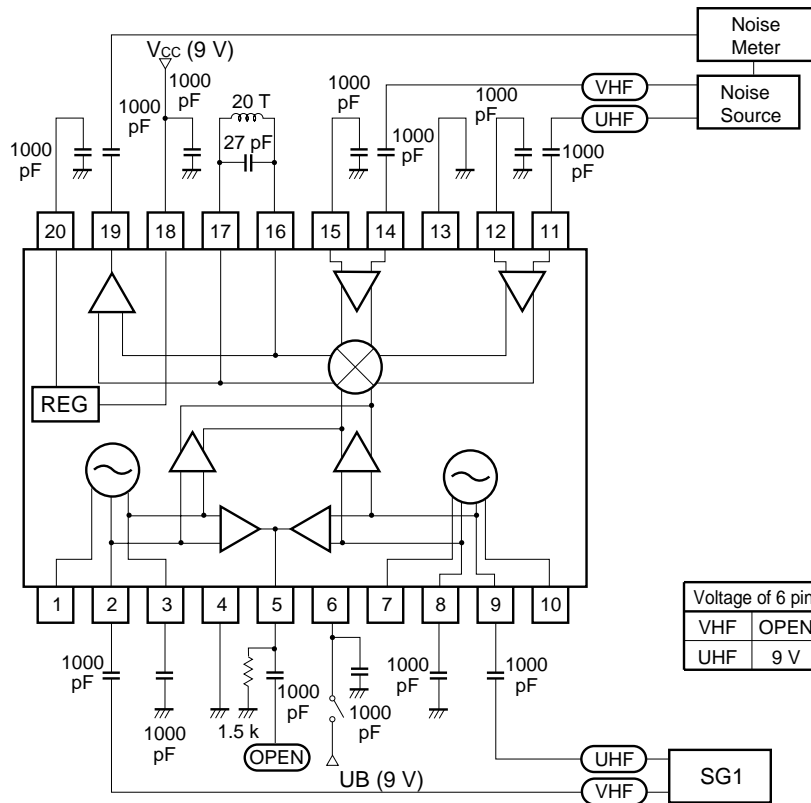 Noise
Meter
VCC (9 V)
1000
pF
1000
pF
1000
pF
20 T
27 pF
1000
pF
1000
pF
1000
pF
1000
pF
1000
pF
VHF
UHF
Noise
Source
20 19 18 17 16 15 14 13 12 11
REG
1 2 3 4 5 6 7 8 9 10
1000
pF
1000
pF
1.5 k
1000
pF
OPEN
1000
pF
UB (9 V)
1000
pF
1000
pF
Voltage of 6 pin
VHF OPEN
UHF 9 V
UHF
VHF
SG1